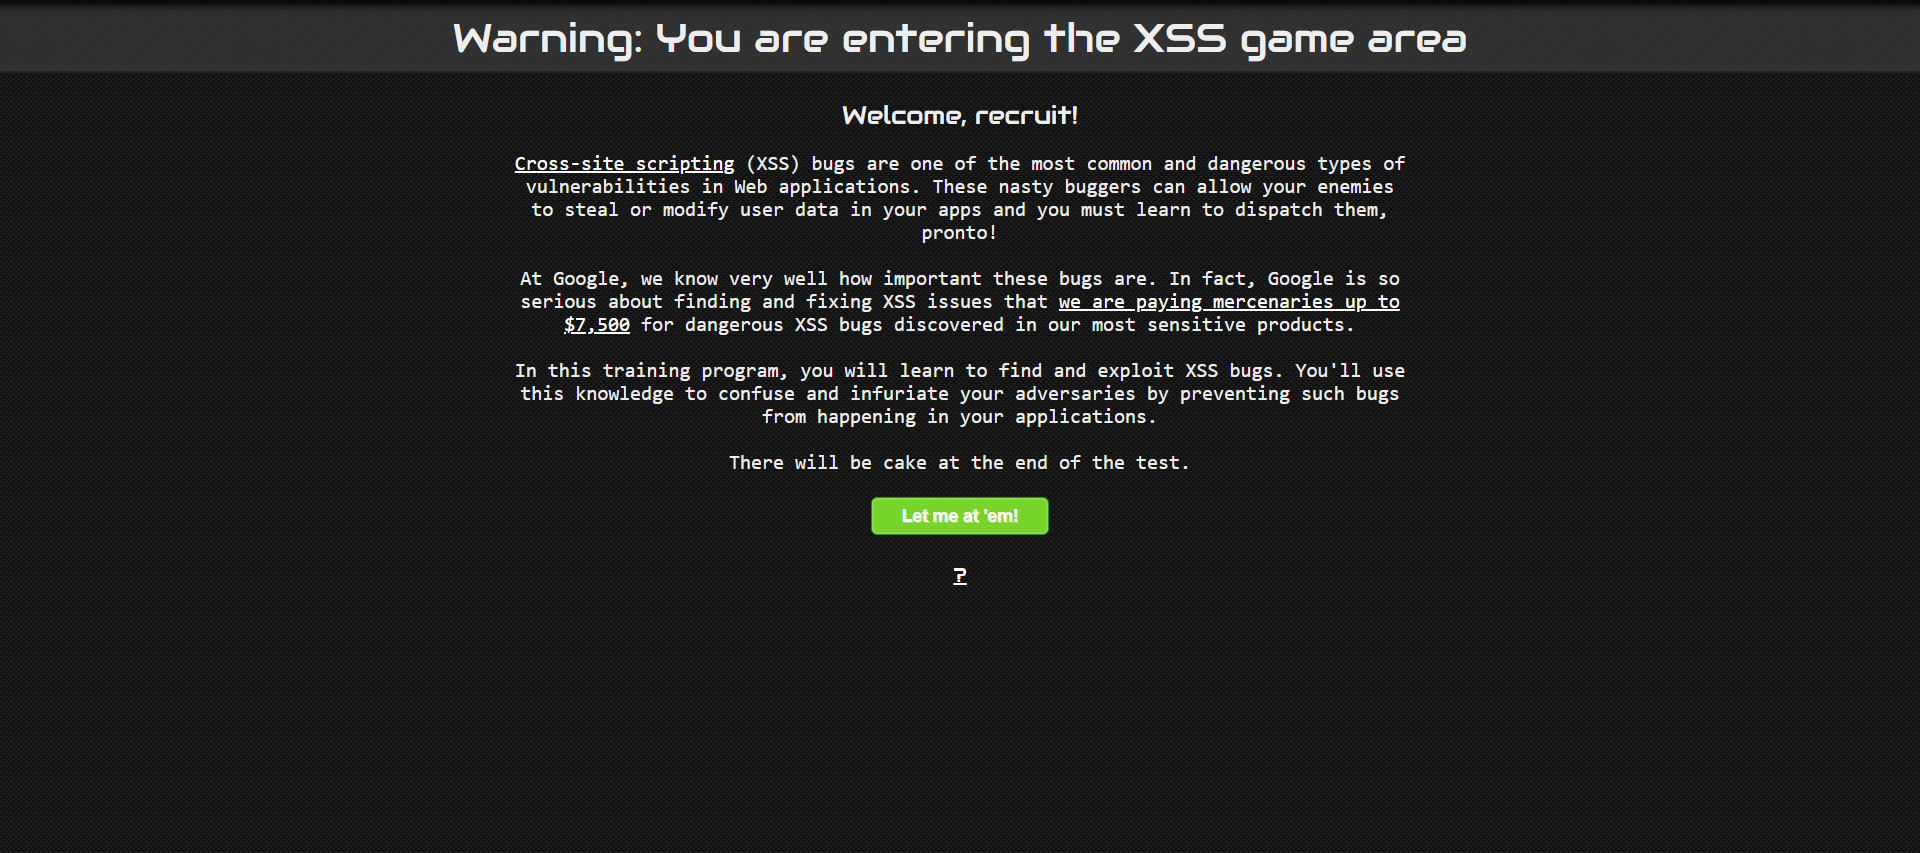 Warning: You are entering the XSS game area
Welcome, recruit!
Cross-site scripting (XSS) bugs are one of the most common and dangerous types of
vulnerabilities in Web applications. These nasty buggers can allow your enemies
to steal or modify user data in your apps and you must learn to dispatch them,
pronto!
At Google, we know very well how important these bugs are. In fact, Google is so
serious about finding and fixing XSS issues that we are paying mercenaries up to
$7,500 for dangerous XSS bugs discovered in our most sensitive products.
In this training program, you will learn to find and exploit XSS bugs. You'll use
this knowledge to confuse and infuriate your adversaries by preventing such bugs
from happening in your applications.
There will be cake at the end of the test.
Let me at 'em!
?